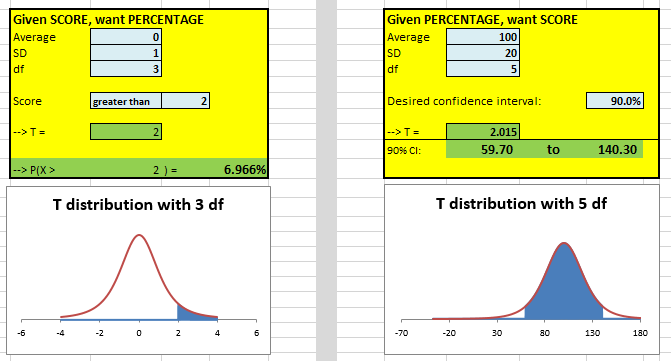 Given SCORE, want PERCENTAGE
Average 0
SD 1
df 3
Score greater than 2
--> T = 2
--> P(X > 2 ) = 6.966%
T distribution with 3 df
-6 -4 -2 0 2 4 6
Given PERCENTAGE, want SCORE
Average 100
SD 20
df 5
Desired confidence interval: 90.0%
--> T = 2.015
90% CI: 59.70 to 140.30
T distribution with 5 df
-70 -20 30 80 130 180